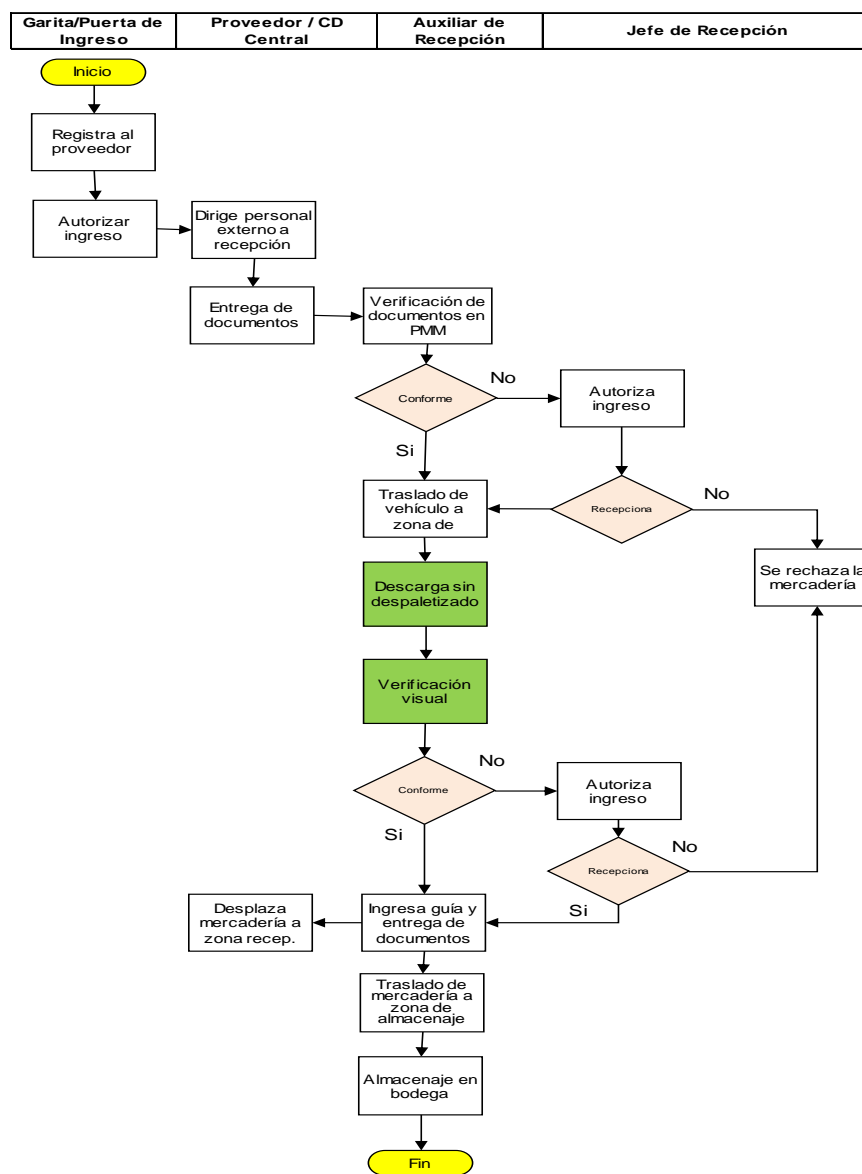 Garita/Puerta de
Ingreso
Proveedor / CD
Central
Auxiliar de
Recepción
Jefe de Recepción
Inicio
Registra al
proveedor
Autorizar
ingreso
Dirige personal
externo a
recepción
Entrega de
documentos
Verificación de
documentos en
PMM
Conforme
No
Autoriza
ingreso
Si
Traslado de
vehículo a
zona de
Recepciona
No
Se rechaza la
mercadería
Descarga sin
despaletizado
Verificación
visual
Conforme
No
Autoriza
ingreso
Si
Recepciona
No
Si
Desplaza
mercadería a
zona recep.
Ingresa guía y
entrega de
documentos
Traslado de
mercadería a
zona de
almacenaje
Almacenaje en
bodega
Fin